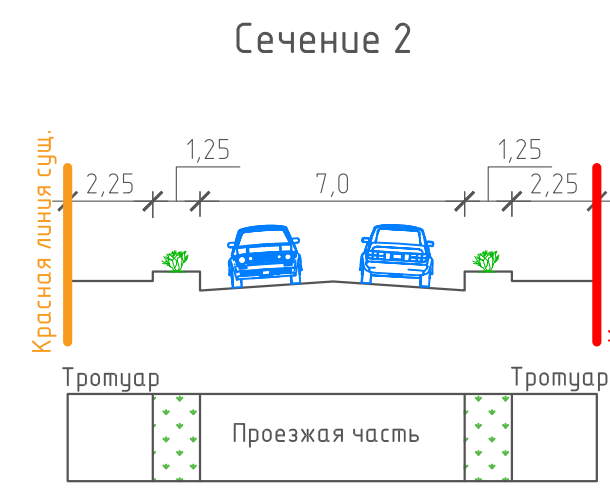 Сечение 2
1,25
1,25
2,25
7,0
2,25
Красная линия сущ.
Тротуар
Тротуар
Проезжая часть